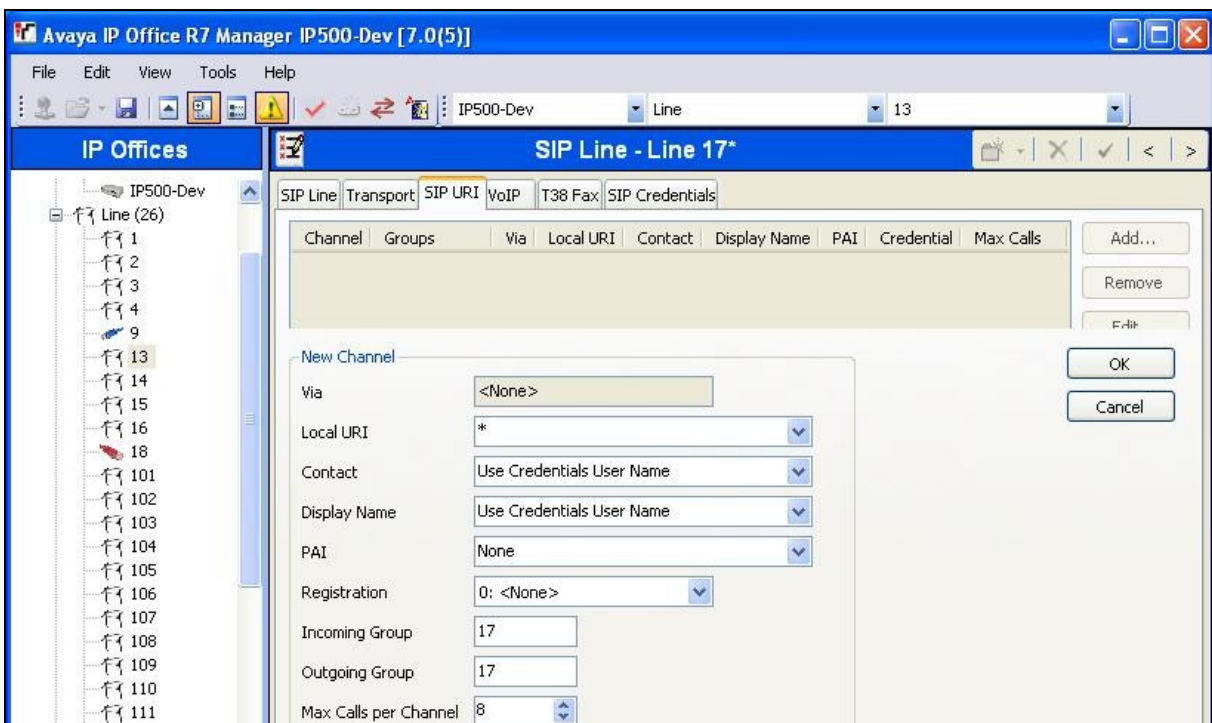 Avaya IP Office R7 Manager IP500-Dev [7.0(5)]
File Edit View Tools Help
IP500-Dev Line 13
IP Offices
SIP Line - Line 17*
IP500-Dev
Line (26)
1
2
3
4
9
13
14
15
16
18
101
102
103
104
105
106
107
108
109
110
111
SIP Line Transport SIP URI VoIP T38 Fax SIP Credentials
Channel Groups Via Local URI Contact Display Name PAI Credential Max Calls
Add...
Remove
Edit
New Channel
OK
Cancel
Via <None>
Local URI *
Contact Use Credentials User Name
Display Name Use Credentials User Name
PAI None
Registration 0: <None>
Incoming Group 17
Outgoing Group 17
Max Calls per Channel 8